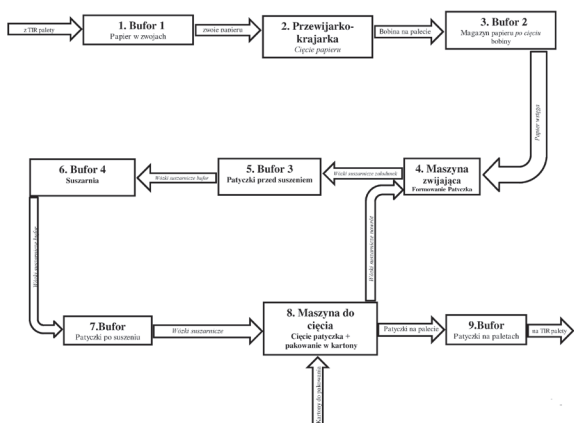 z TIR palety
1. Bufor 1
Papier w zwojach
zwoje papieru
2. Przewijarko-
krajarka
Cięcie papieru
Bobina na palecie
3. Bufor 2
Magazyn papieru po cięciu
bobiny
Papier wstęga
4. Maszyna
zwijająca
Formowanie Patyczka
Wózki suszarnicze załadunek
5. Bufor 3
Patyczki przed suszeniem
Wózki suszarnicze bufor
6. Bufor 4
Suszarnia
Wózki suszarnicze bufor
7.Bufor
Patyczki po suszeniu
Wózki suszarnicze
8. Maszyna do
cięcia
Cięcie patyczka +
pakowanie w kartony
Wózki suszarnicze
Kartony do pakowania
Patyczki na palecie
9.Bufor
Patyczki na paletach
na TIR palety